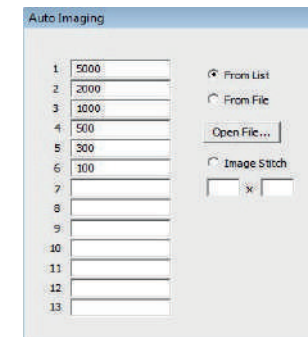 Auto Imaging
1 5000
2 2000
3 1000
4 500
5 300
6 100
7
8
9
10
11
12
13
From List
From File
Open File...
Image Stitch
x